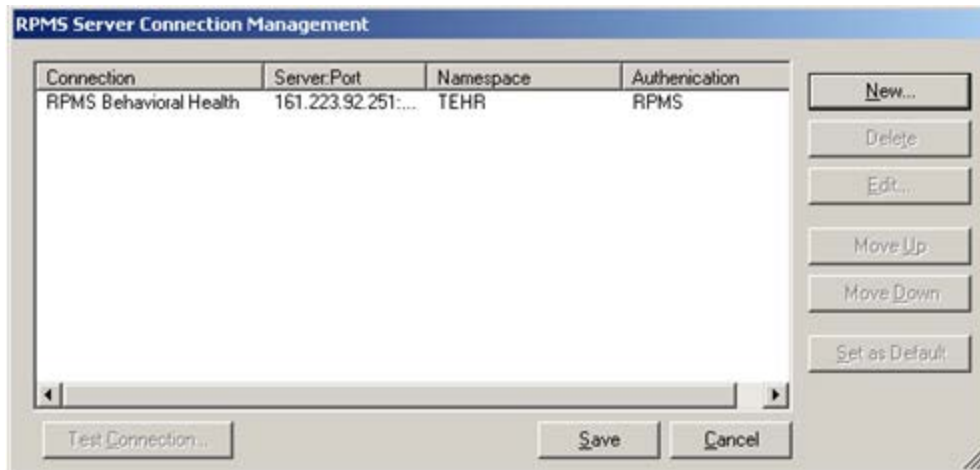 RPMS Server Connection Management
Connection Server:Port Namespace Authenication
RPMS Behavioral Health 161.223.92.251:... TEHR RPMS
New...
Delete
Edit...
Move Up
Move Down
Set as Default
Test Connection...
Save Cancel